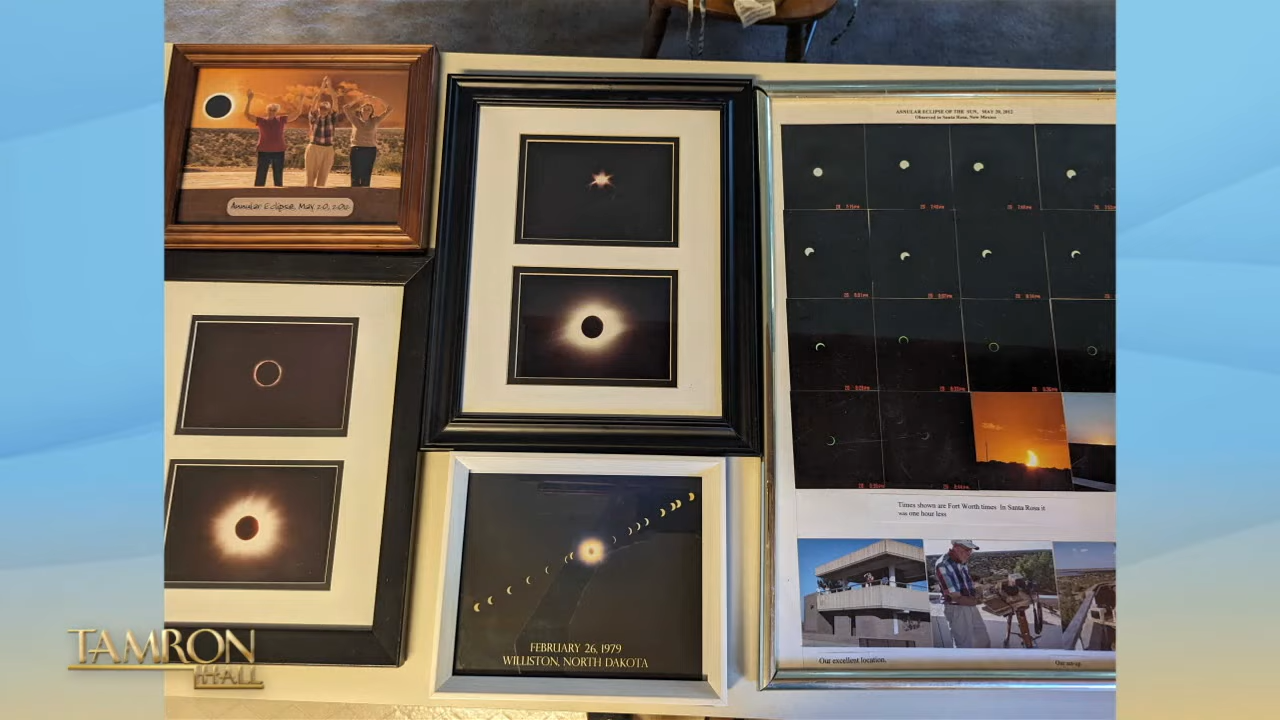 Annular Eclipse, May 20, 2012
ANNULAR ECLIPSE OF THE SUN, MAY 20, 2012
Observed in Santa Rosa, New Mexico
Times shown are Fort Worth times In Santa Rosa it
was one hour less
Our excellent location.
Our set-up
FEBRUARY 26, 1979
WILLISTON, NORTH DAKOTA
TAMRON
HALL